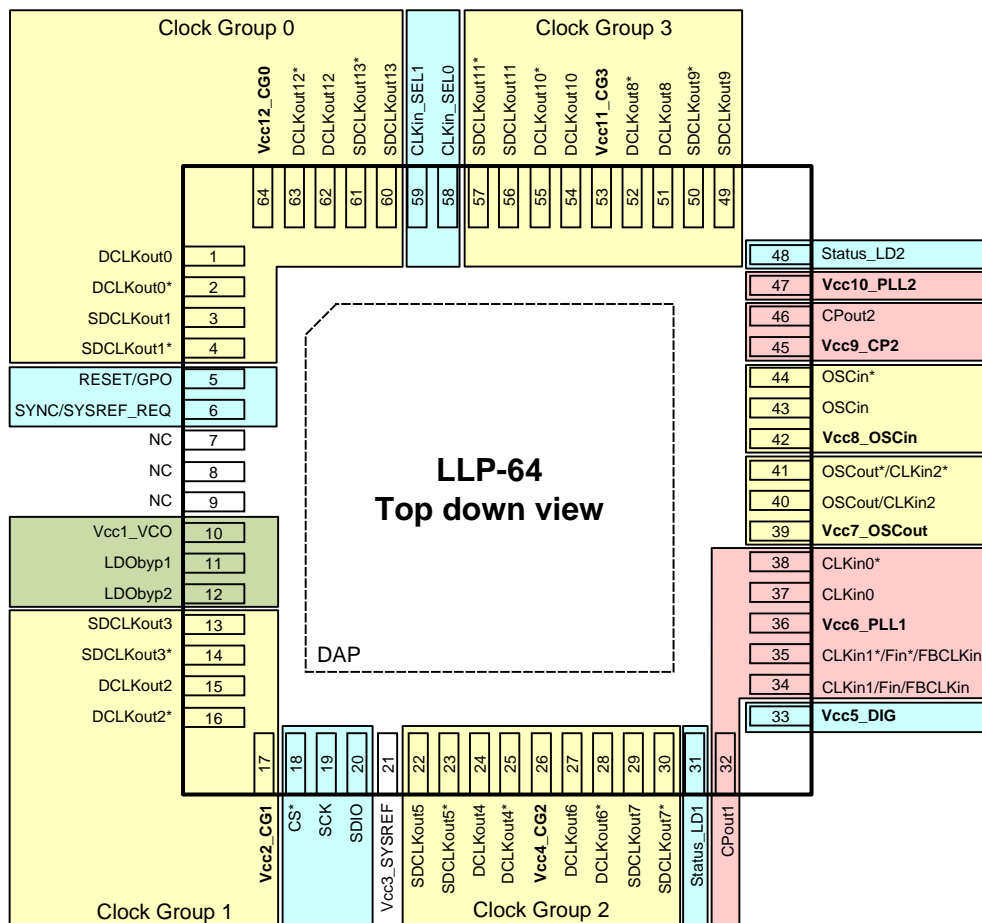 Clock Group 0
Clock Group 3
Vcc12_CG0
DCLKout12*
DCLKout12
SDCLKout13*
SDCLKout13
CLKin_SEL1
CLKin_SEL0
SDCLKout11*
SDCLKout11
DCLKout10*
DCLKout10
Vcc11_CG3
DCLKout8*
DCLKout8
SDCLKout9*
SDCLKout9
64
63
62
61
60
59
58
57
56
55
54
53
52
51
50
49
DCLKout0 1
DCLKout0* 2
SDCLKout1 3
SDCLKout1* 4
RESET/GPO 5
SYNC/SYSREF_REQ 6
NC 7
NC 8
NC 9
Vcc1_VCO 10
LDObyp1 11
LDObyp2 12
SDCLKout3 13
SDCLKout3* 14
DCLKout2 15
DCLKout2* 16
LLP-64
Top down view
DAP
48 Status_LD2
47 Vcc10_PLL2
46 CPout2
45 Vcc9_CP2
44 OSCin*
43 OSCin
42 Vcc8_OSCin
41 OSCout*/CLKin2*
40 OSCout/CLKin2
39 Vcc7_OSCout
38 CLKin0*
37 CLKin0
36 Vcc6_PLL1
35 CLKin1*/Fin*/FBCLKin
34 CLKin1/Fin/FBCLKin
33 Vcc5_DIG
17
18
19
20
21
22
23
24
25
26
27
28
29
30
31
32
Vcc2_CG1
CS*
SCK
SDIO
Vcc3_SYSREF
SDCLKout5
SDCLKout5*
DCLKout4
DCLKout4*
Vcc4_CG2
DCLKout6
DCLKout6*
SDCLKout7
SDCLKout7*
Status_LD1
CPout1
Clock Group 1
Clock Group 2